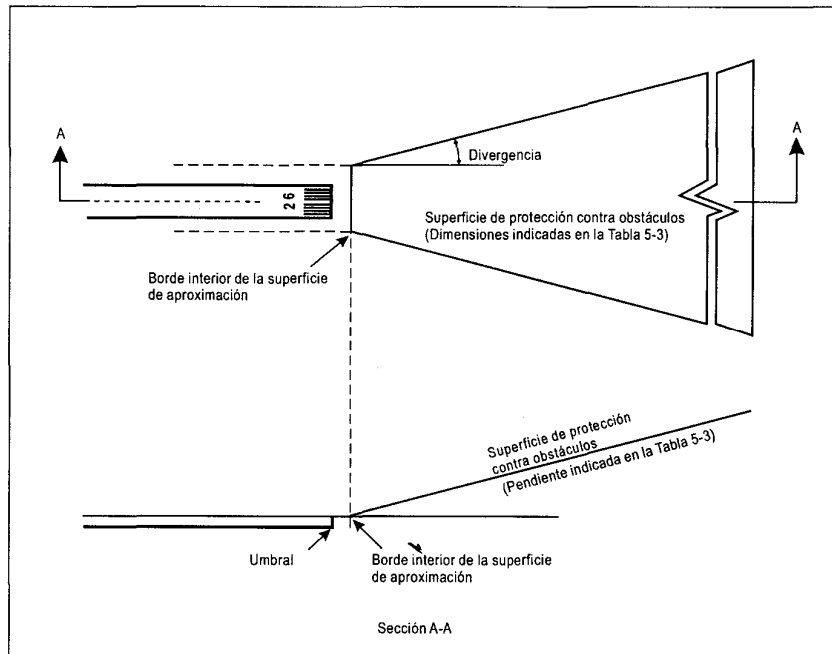 A
A
Divergencia
26
Superficie de protección contra obstáculos
(Dimensiones indicadas en la Tabla 5-3)
Borde interior de la superficie
de aproximación
Superficie de protección
contra obstáculos
(Pendiente indicada en la Tabla 5-3)
Umbral
Borde interior de la superficie
de aproximación
Sección A-A